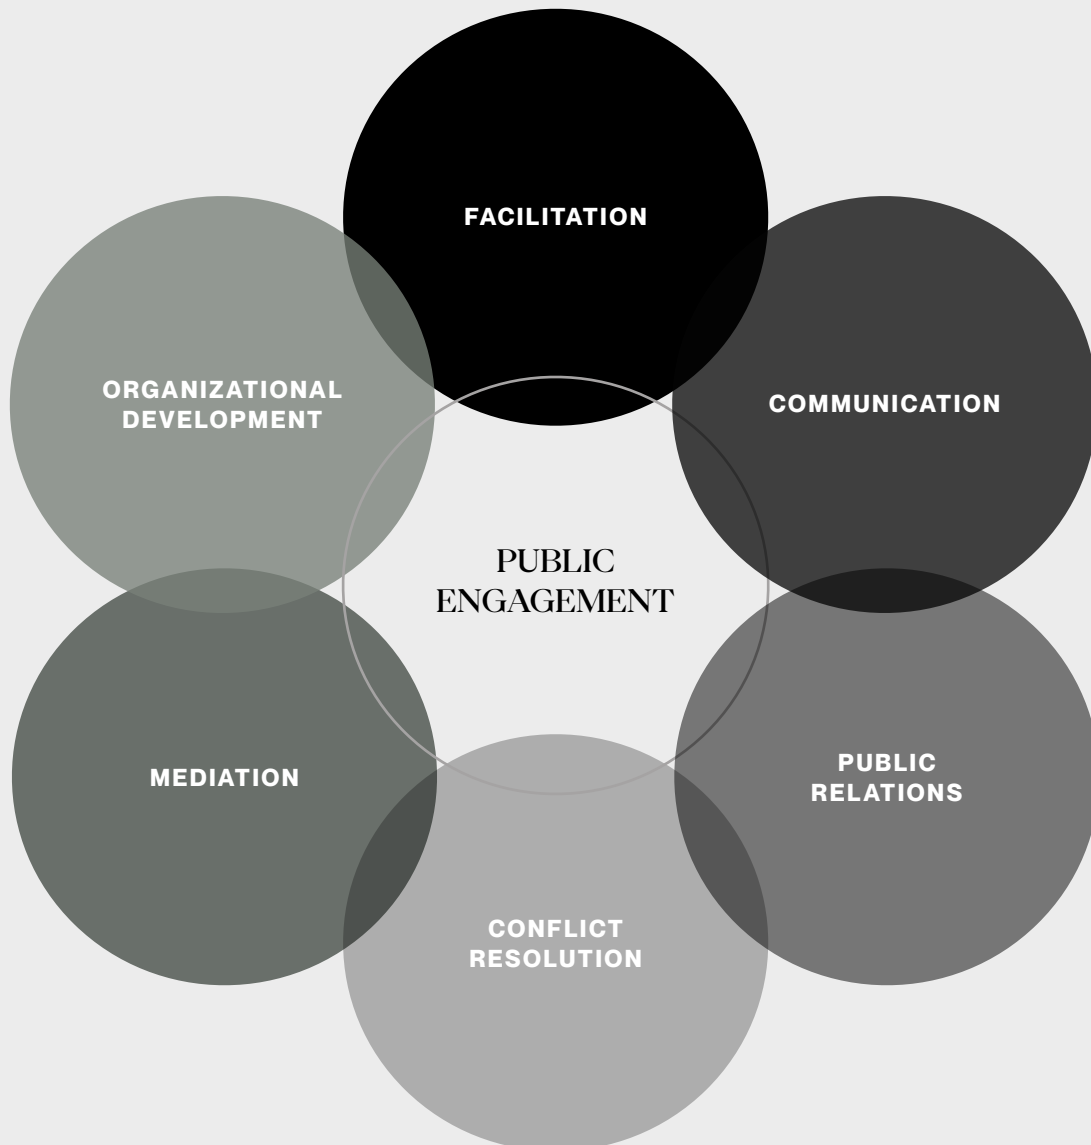 FACILITATION
ORGANIZATIONAL
DEVELOPMENT
COMMUNICATION
PUBLIC
ENGAGEMENT
MEDIATION
PUBLIC
RELATIONS
CONFLICT
RESOLUTION